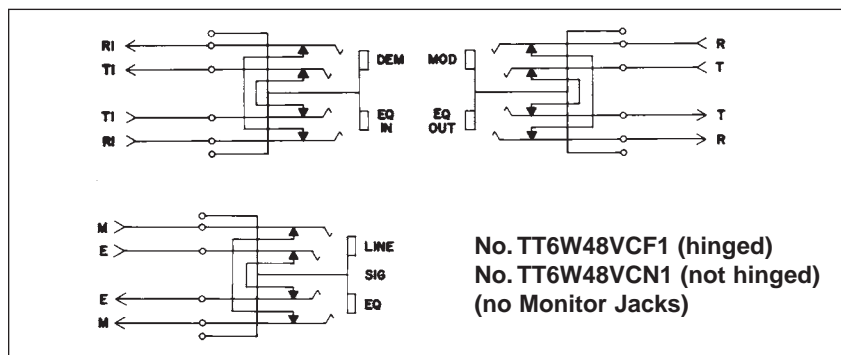 RI
TI
TI
RI
DEM
EQ
IN
MOD
EQ
OUT
R
T
T
R
M
E
E
M
LINE
SIG
EQ
No. TT6W48VCF1 (hinged)
No. TT6W48VCN1 (not hinged)
(no Monitor Jacks)